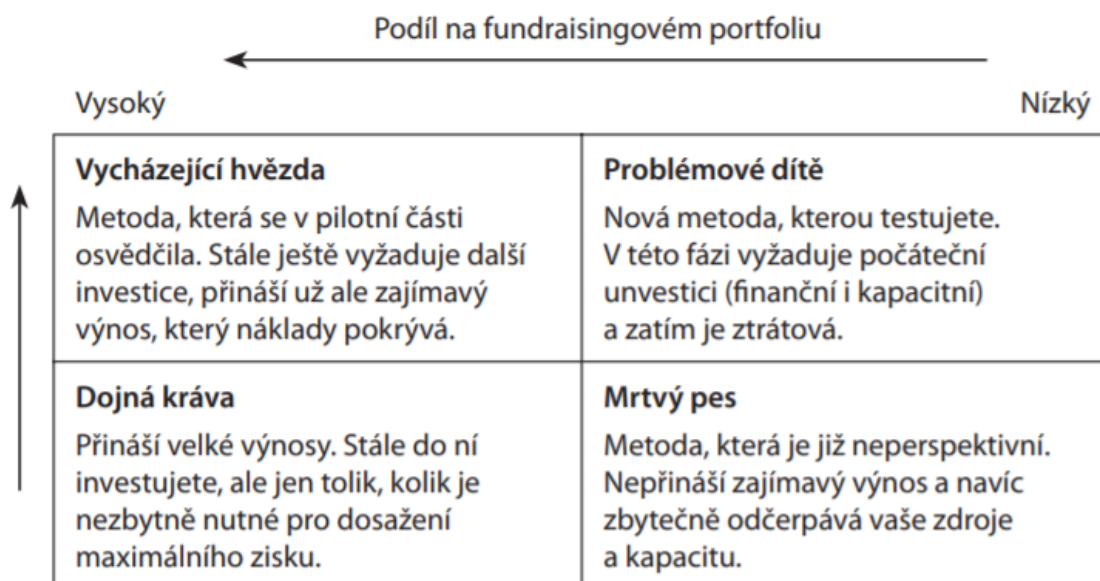 Podíl na fundraisingovém portfoliu
Vysoký
Nízký
Vycházející hvězda
Metoda, která se v pilotní části
osvědčila. Stále ještě vyžaduje další
investice, přináší už ale zajímavý
výnos, který náklady pokrývá.
Problémové dítě
Nová metoda, kterou testujete.
V této fázi vyžaduje počáteční
unvestici (finanční i kapacitní)
a zatím je ztrátová.
Dojná kráva
Přináší velké výnosy. Stále do ní
investujete, ale jen tolik, kolik je
nezbytně nutné pro dosažení
maximálního zisku.
Mrtvý pes
Metoda, která je již neperspektivní.
Nepřináší zajímavý výnos a navíc
zbytečně odčerpává vaše zdroje
a kapacitu.